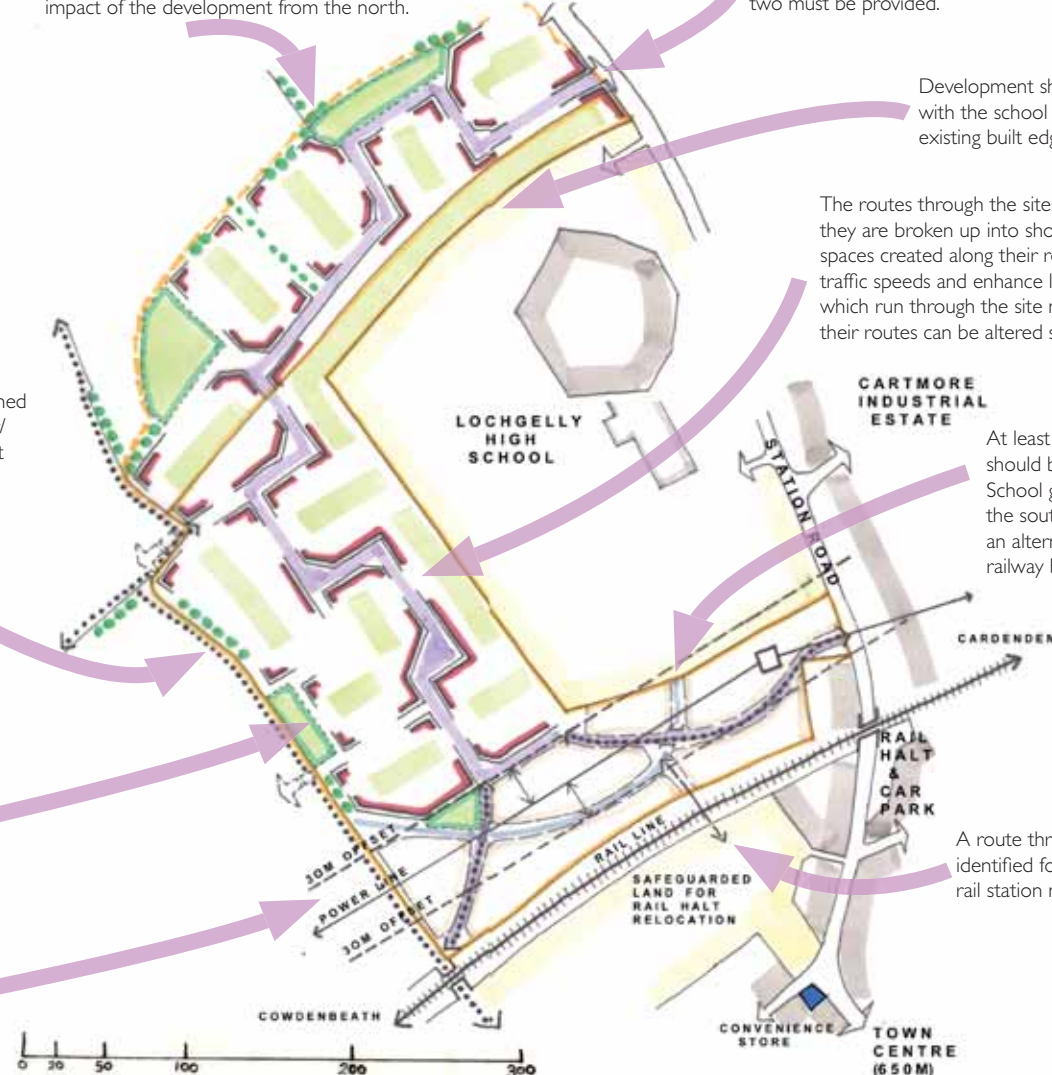 impact of the development from the north.
two must be provided.
Development sh
with the school
existing built edg
The routes through the sites
they are broken up into sho
spaces created along their ro
traffic speeds and enhance l
which run through the site m
their routes can be altered s
ned
y
t
CARTMORE
INDUSTRIAL
ESTATE
LOCHGELLY
HIGH
SCHOOL
STATION ROAD
At least
should b
School g
the sout
an altern
railway l
CARDENDEN
RAIL
HALT
&
CAR
PARK
30M OFFSET
POWER LINE
30M OFFSET
RAIL LINE
SAFEGUARDED
LAND FOR
RAIL HALT
RELOCATION
A route thr
identified fo
rail station r
COWDENBEATH
CONVENIENCE
STORE
TOWN
CENTRE
(650M)
0 20 50 100 200 300